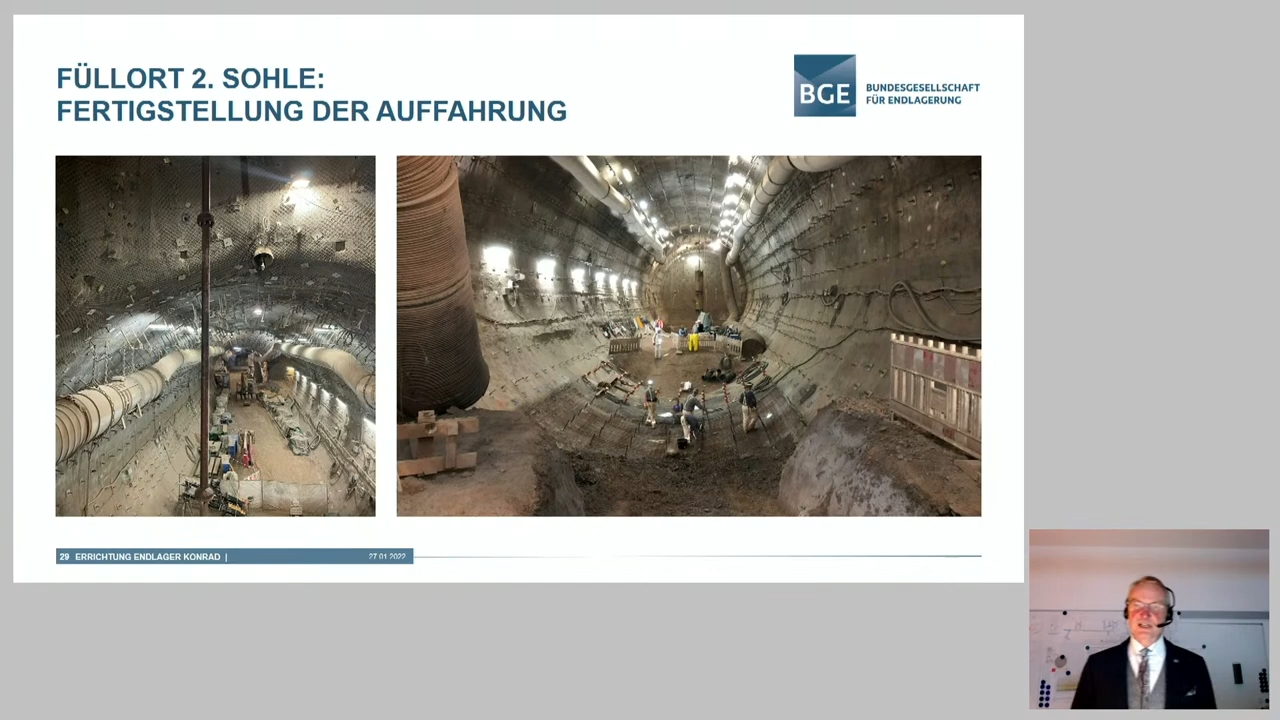 FÜLLORT 2. SOHLE:
FERTIGSTELLUNG DER AUFFAHRUNG
BGE
BUNDESGESELLSCHAFT
FÜR ENDLAGERUNG
29 ERRICHTUNG ENDLAGER KONRAD |
27.01.2022